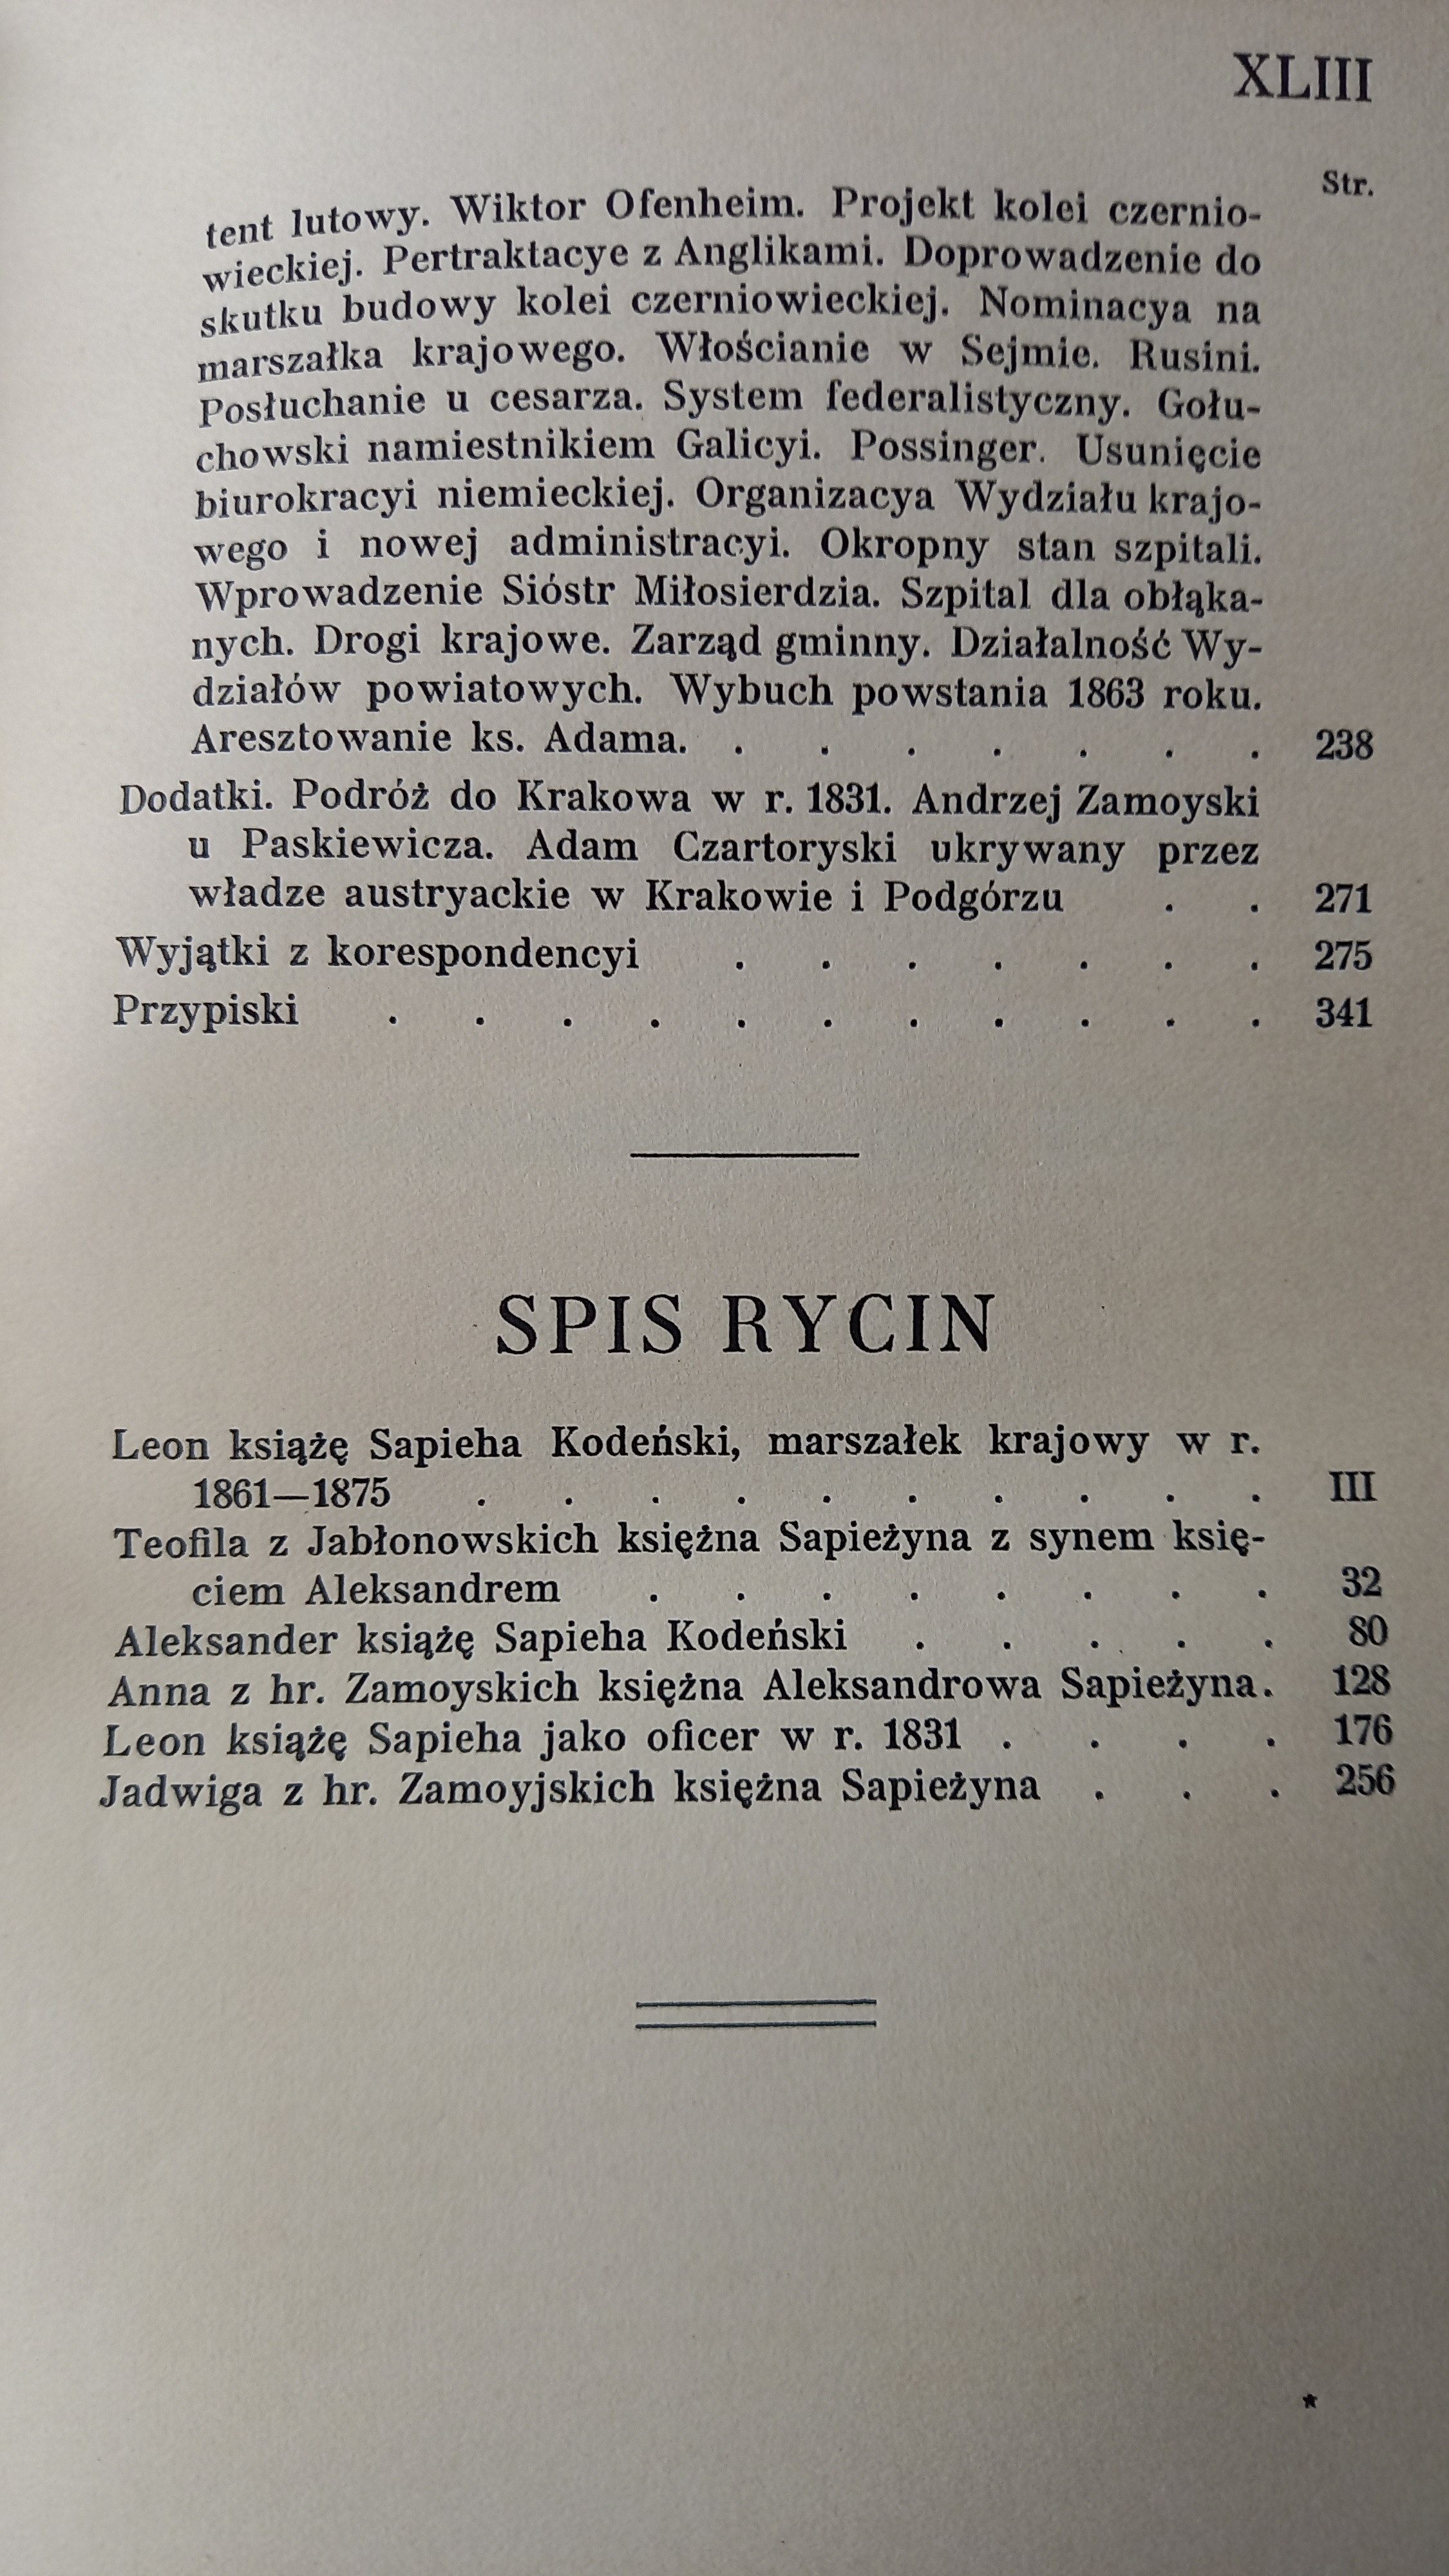 XLIII
Str.
tent lutowy. Wiktor Ofenheim. Projekt kolei czernio-
wieckiej. Pertraktacye z Anglikami. Doprowadzenie do
skutku budowy kolei czerniowieckiej. Nominacya na
marszałka krajowego. Włościanie w Sejmie. Rusini.
Posłuchanie u cesarza. System federalistyczny. Gołu-
chowski namiestnikiem Galicyi. Possinger. Usunięcie
biurokracyi niemieckiej. Organizacya Wydziału krajo-
wego i nowej administracyi. Okropny stan szpitali.
Wprowadzenie Sióstr Miłosierdzia. Szpital dla obłąka-
nych. Drogi krajowe. Zarząd gminny. Działalność Wy-
działów powiatowych. Wybuch powstania 1863 roku.
Aresztowanie ks. Adama. . . . . . . . 238
Dodatki. Podróż do Krakowa w r. 1831. Andrzej Zamoyski
u Paskiewicza. Adam Czartoryski ukrywany przez
władze austryackie w Krakowie i Podgórzu . . 271
Wyjątki z korespondencyi . . . . . . . 275
Przypiski . . . . . . . . . . . 341
SPIS RYCIN
Leon książę Sapieha Kodeński, marszałek krajowy w r.
1861—1875 . . . . . . . . . . III
Teofila z Jabłonowskich księżna Sapieżyna z synem księ-
ciem Aleksandrem . . . . . . . . 32
Aleksander książę Sapieha Kodeński . . . . . 80
Anna z hr. Zamoyskich księżna Aleksandrowa Sapieżyna. 128
Leon książę Sapieha jako oficer w r. 1831 . . . . 176
Jadwiga z hr. Zamoyjskich księżna Sapieżyna . . . 256
*